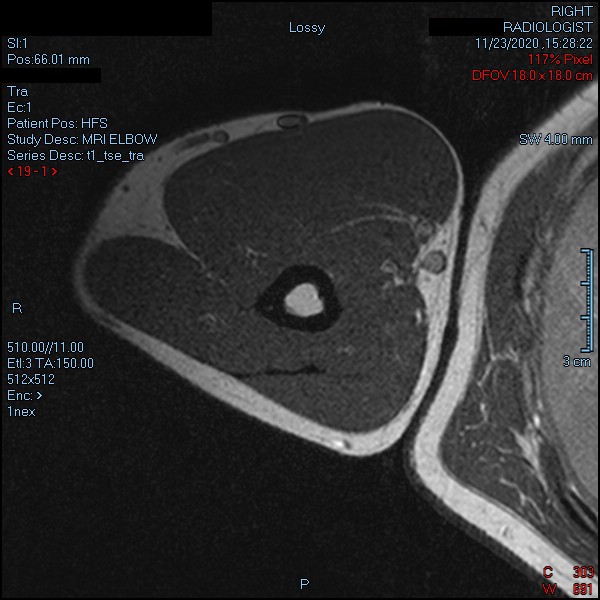 RIGHT
Lossy
RADIOLOGIST
SI:1
11/23/2020 ,15:28:22
Pos:66.01 mm
117% Pixel
DFOV 18.0 x 18.0 cm
Tra
Ec:1
Patient Pos: HFS
Study Desc: MRI ELBOW
SW 4.00 mm
Series Desc: t1_tse_tra
< 19 - 1 >
R
510.00//11.00
Etl:3 TA:150.00
3 cm
512x512
Enc: >
1nex
P
C 303
W 691